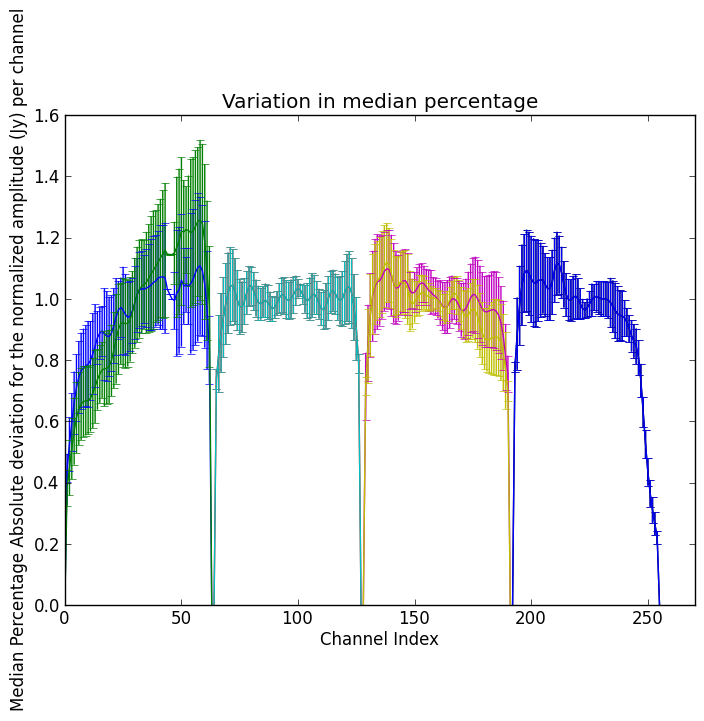 Variation in median percentage
Median Percentage Absolute deviation for the normalized amplitude (Jy) per channel
1.6
1.4
1.2
1.0
0.8
0.6
0.4
0.2
0.0
0 50 100 150 200 250
Channel Index